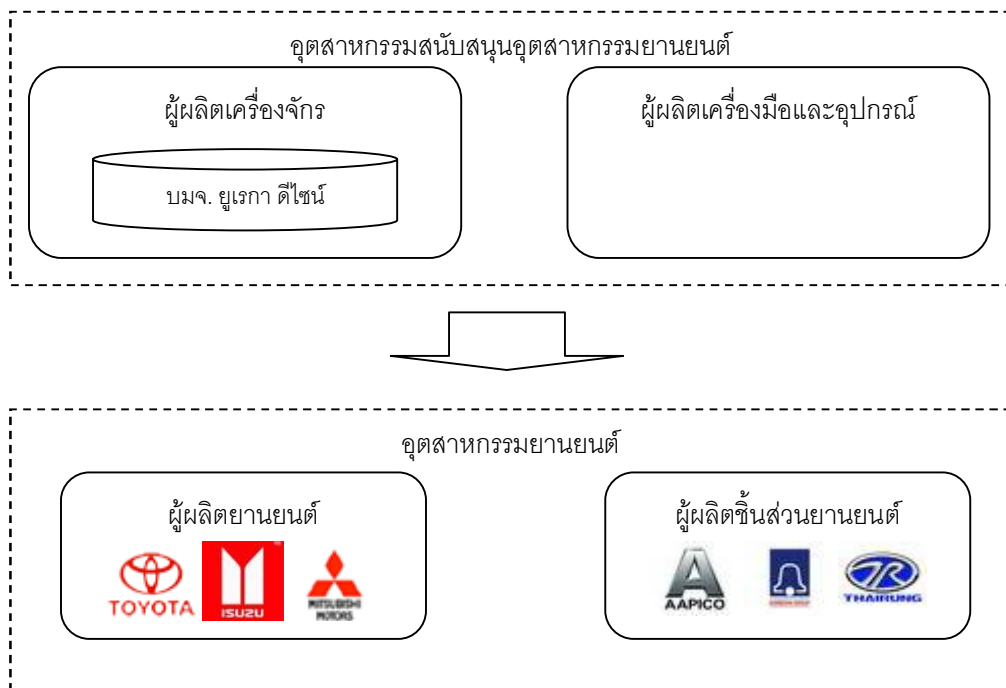 อุตสาหกรรมสนับสนุนอุตสาหกรรมยานยนต์
ผู้ผลิตเครื่องจักร
ผู้ผลิตเครื่องมือและอุปกรณ์
บมจ. ยูเรกา ดีไซน์
อุตสาหกรรมยานยนต์
ผู้ผลิตยานยนต์
ผู้ผลิตชิ้นส่วนยานยนต์
TOYOTA
ISUZU
MITSUBISHI
MOTORS
AAPICO
TR
THAIRUNG